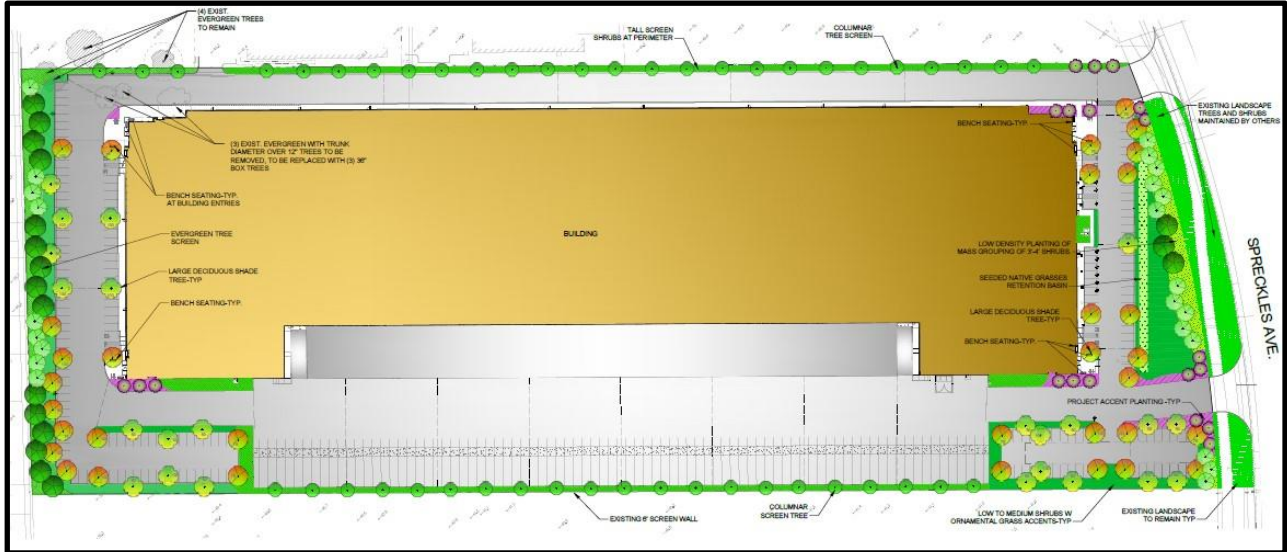 (4) EXIST.
EVERGREEN TREES
TO REMAIN
TALL SCREEN
SHRUBS AT PERIMETER
COLUMNAR
TREE SCREEN
EXISTING LANDSCAPE
TREES AND SHRUBS
MAINTAINED BY OTHERS
BENCH SEATING-TYP.
(3) EXIST. EVERGREEN WITH TRUNK
DIAMETER OVER 12" TREES TO BE
REMOVED, TO BE REPLACED WITH (3) 36"
BOX TREES
BENCH SEATING-TYP.
AT BUILDING ENTRIES
EVERGREEN TREE
SCREEN
BUILDING
LOW DENSITY PLANTING OF
MASS GROUPING OF 3'-4' SHRUBS.
SPRECKLES AVE.
LARGE DECIDUOUS SHADE
TREE-TYP
SEEDED NATIVE GRASSES
RETENTION BASIN
BENCH SEATING-TYP.
LARGE DECIDUOUS SHADE
TREE-TYP
BENCH SEATING-TYP.
PROJECT ACCENT PLANTING -TYP
EXISTING 6' SCREEN WALL
COLUMNAR
SCREEN TREE
LOW TO MEDIUM SHRUBS W
ORNAMENTAL GRASS ACCENTS-TYP
EXISTING LANDSCAPE
TO REMAIN TYP